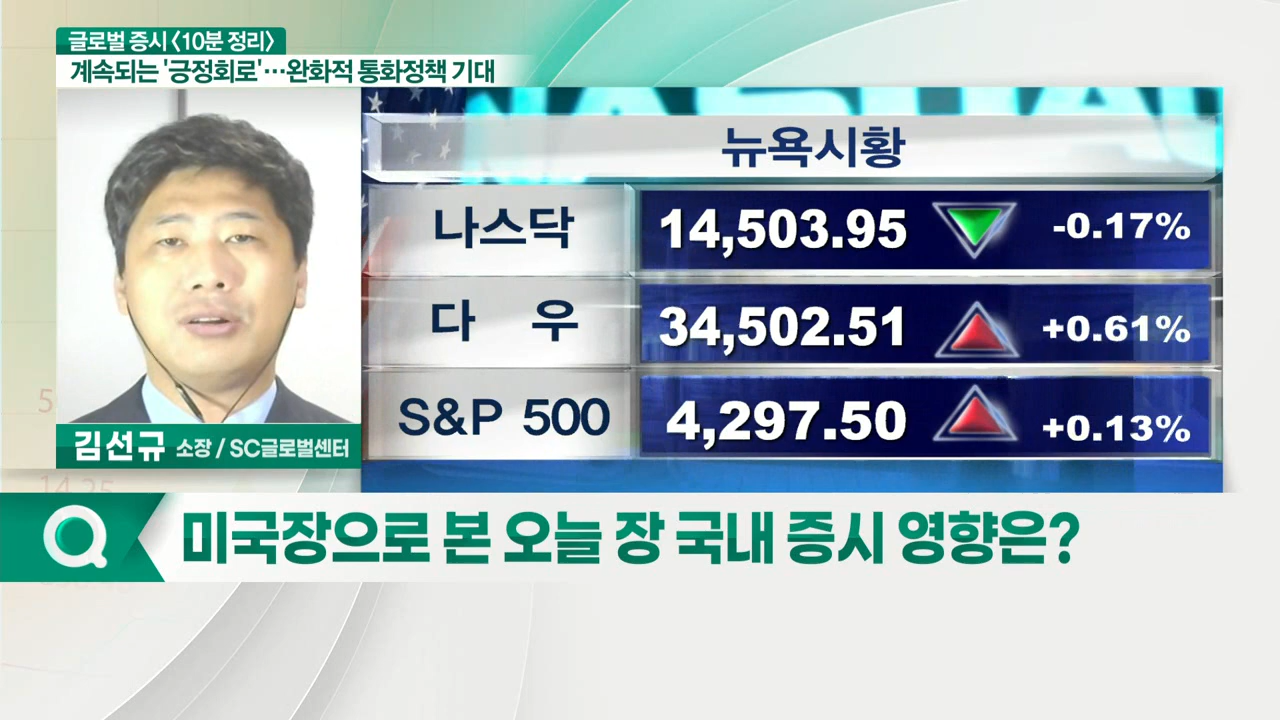 글로벌 증시 <10분 정리>
계속되는 '긍정회로'…완화적 통화정책 기대
뉴욕시황
나스닥 14,503.95 -0.17%
다 우 34,502.51 +0.61%
S&P 500 4,297.50 +0.13%
김선규 소장 / SC글로벌센터
Q 미국장으로 본 오늘 장 국내 증시 영향은?